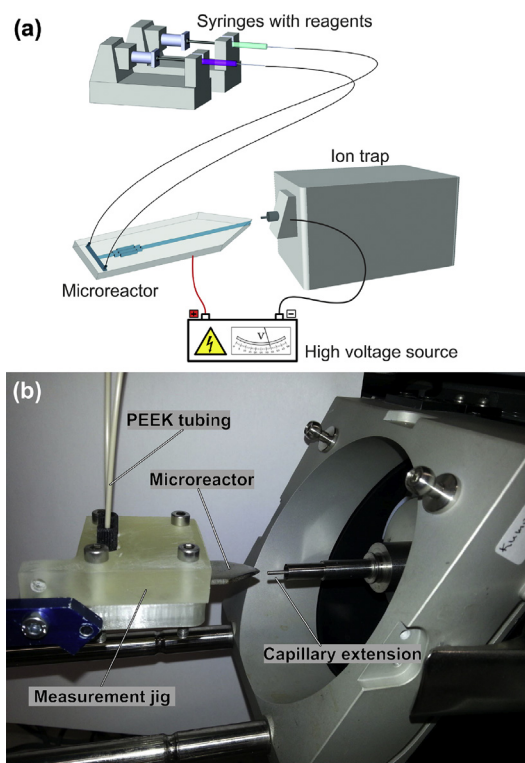 (a)
Syringes with reagents
Ion trap
Microreactor
+
−
V
High voltage source
(b)
PEEK tubing
Microreactor
Capillary extension
Measurement jig